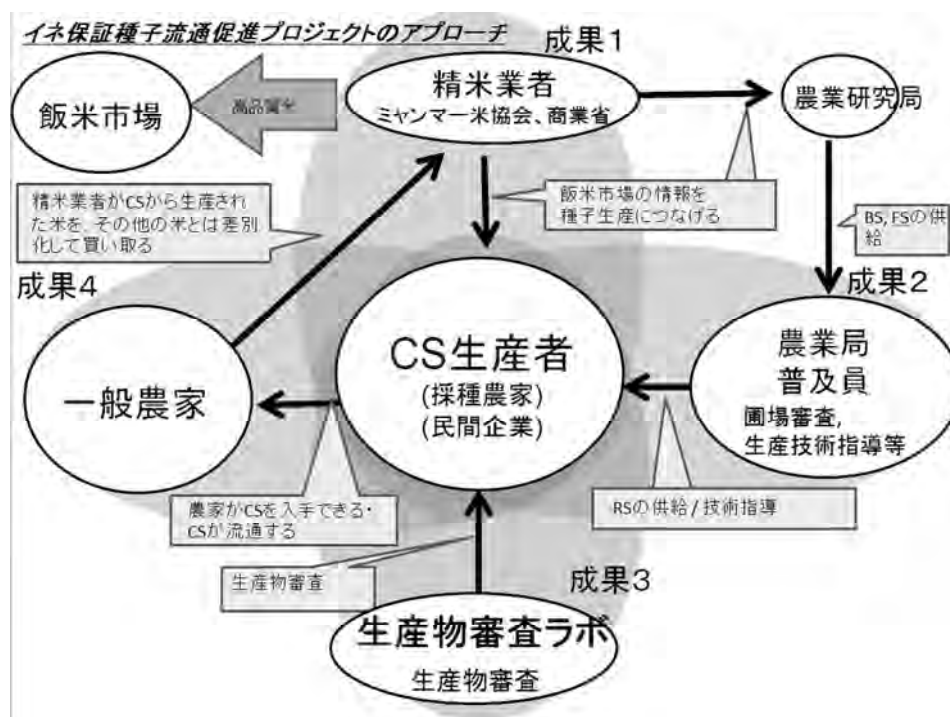 イネ保証種子流通促進プロジェクトのアプローチ
成果1
飯米市場
高品質米
精米業者
ミャンマー米協会、商業省
農業研究局
精米業者がCSから生産され
た米を、その他の米とは差別
化して買い取る
飯米市場の情報を
種子生産につなげる
BS, FSの供
給
成果4
成果2
一般農家
CS生産者
(採種農家)
(民間企業)
農業局
普及員
圃場審査,
生産技術指導等
農家がCSを入手できる・
CSが流通する
RSの供給/技術指導
生産物審査
成果3
生産物審査ラボ
生産物審査